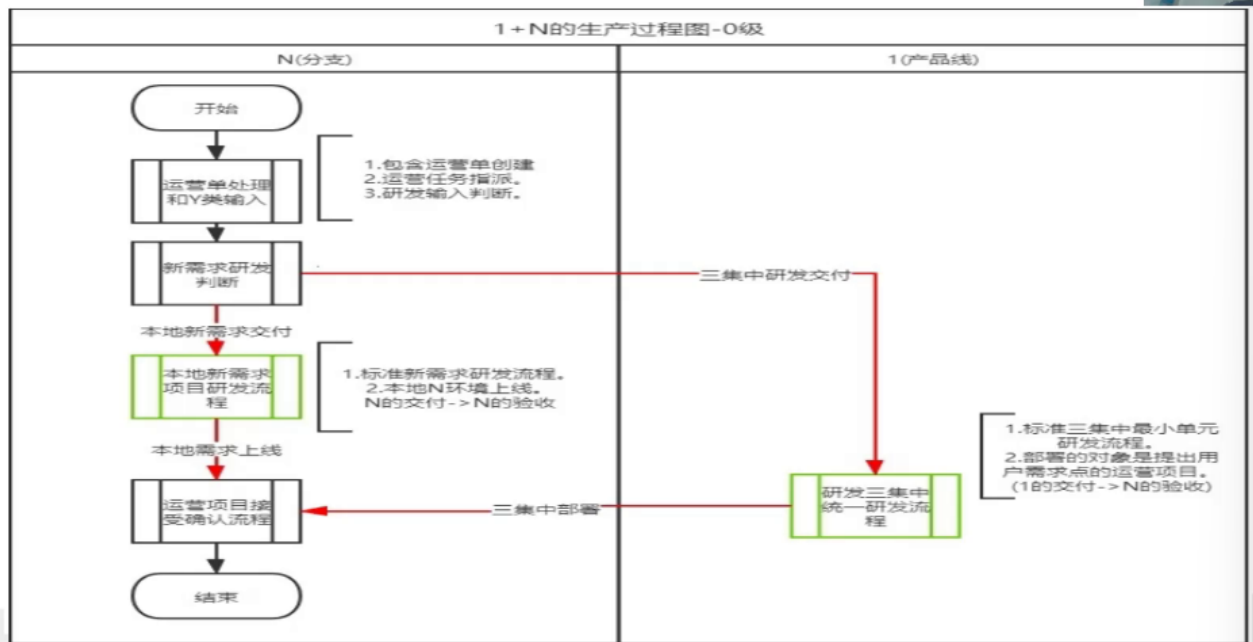 1+N的生产过程图-0级
N(分支)
1(产品线)
开始
运营单处理
和Y类输入
1.包含运营单创建
2.运营任务指派。
3.研发输入判断。
新需求研发
判断
三集中研发交付
本地新需求交付
本地新需求
项目研发流
程
1.标准新需求研发流程。
2.本地N环境上线。
N的交付->N的验收
本地需求上线
1.标准三集中最小单元
研发流程。
2.部署的对象是提出用
户需求点的运营项目。
(1的交付->N的验收)
运营项目接
受确认流程
三集中部署
研发三集中
统一研发流
程
结束